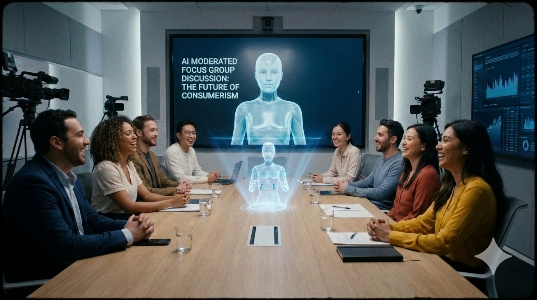 AI MODERATED
FOCUS GROUP
DISCUSSION:
THE FUTURE OF
CONSUMERISM